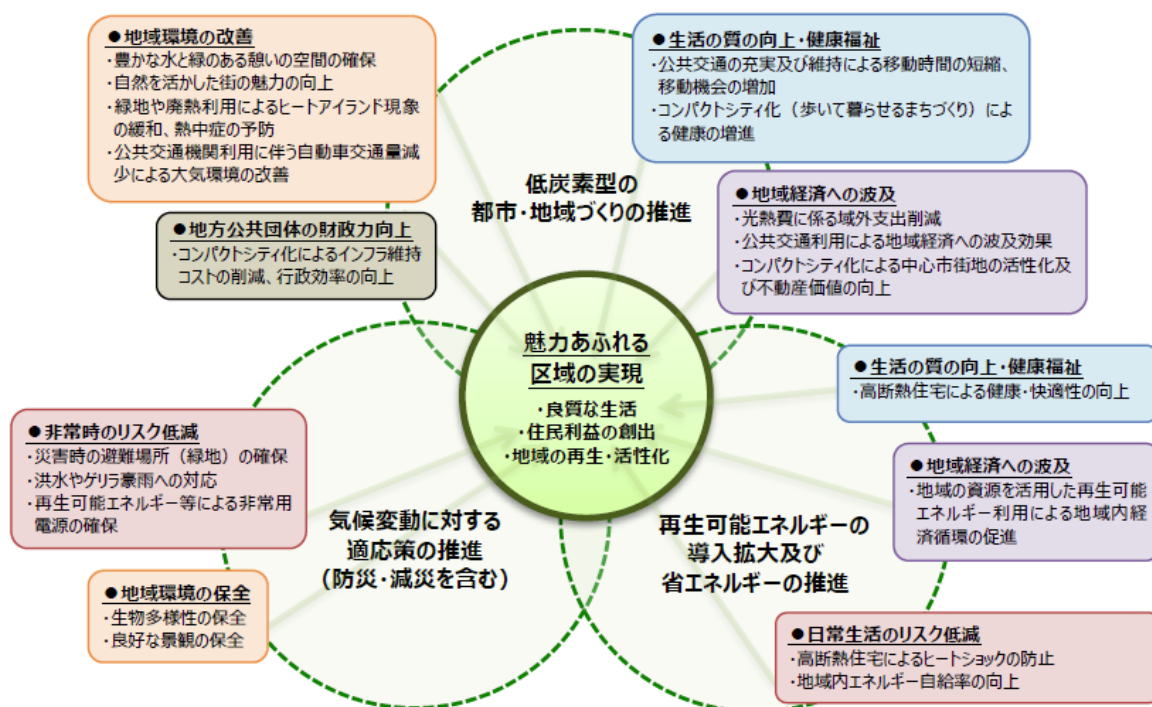 ●地域環境の改善
・豊かな水と緑のある憩いの空間の確保
・自然を活かした街の魅力の向上
・緑地や廃熱利用によるヒートアイランド現象
の緩和、熱中症の予防
・公共交通機関利用に伴う自動車交通量減
少による大気環境の改善
●生活の質の向上・健康福祉
・公共交通の充実及び維持による移動時間の短縮、
移動機会の増加
・コンパクトシティ化（歩いて暮らせるまちづくり）によ
る健康の増進
低炭素型の
都市・地域づくりの推進
●地方公共団体の財政力向上
・コンパクトシティ化によるインフラ維持
コストの削減、行政効率の向上
●地域経済への波及
・光熱費に係る域外支出削減
・公共交通利用による地域経済への波及効果
・コンパクトシティ化による中心市街地の活性化及
び不動産価値の向上
魅力あふれる
区域の実現
・良質な生活
・住民利益の創出
・地域の再生・活性化
●生活の質の向上・健康福祉
・高断熱住宅による健康・快適性の向上
●非常時のリスク低減
・災害時の避難場所（緑地）の確保
・洪水やゲリラ豪雨への対応
・再生可能エネルギー等による非常用
電源の確保
●地域経済への波及
・地域の資源を活用した再生可能
エネルギー利用による地域内経
済循環の促進
気候変動に対する
適応策の推進
（防災・減災を含む）
再生可能エネルギーの
導入拡大及び
省エネルギーの推進
●地域環境の保全
・生物多様性の保全
・良好な景観の保全
●日常生活のリスク低減
・高断熱住宅によるヒートショックの防止
・地域内エネルギー自給率の向上